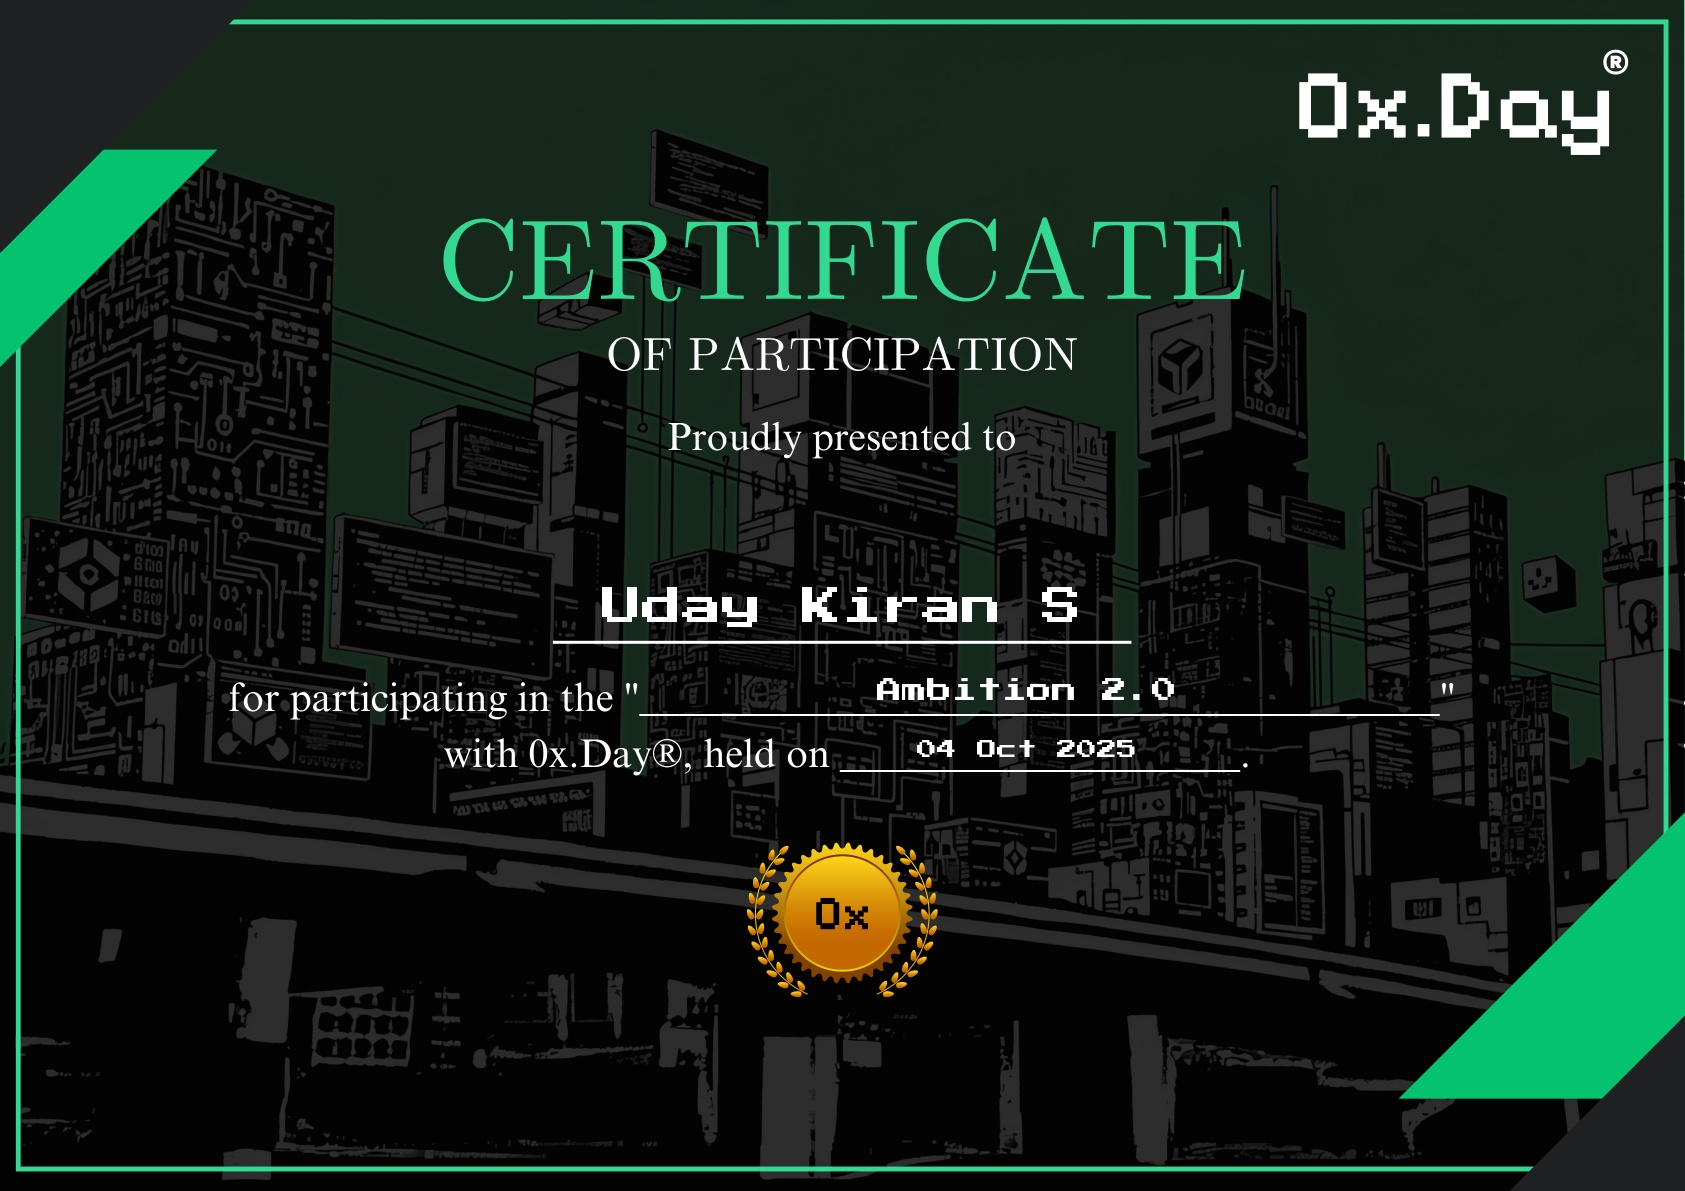 0x.Day®
CERTIFICATE
OF PARTICIPATION
Proudly presented to
Uday Kiran S
for participating in the "Ambition 2.0"
with 0x.Day®, held on 04 Oct 2025.
0x